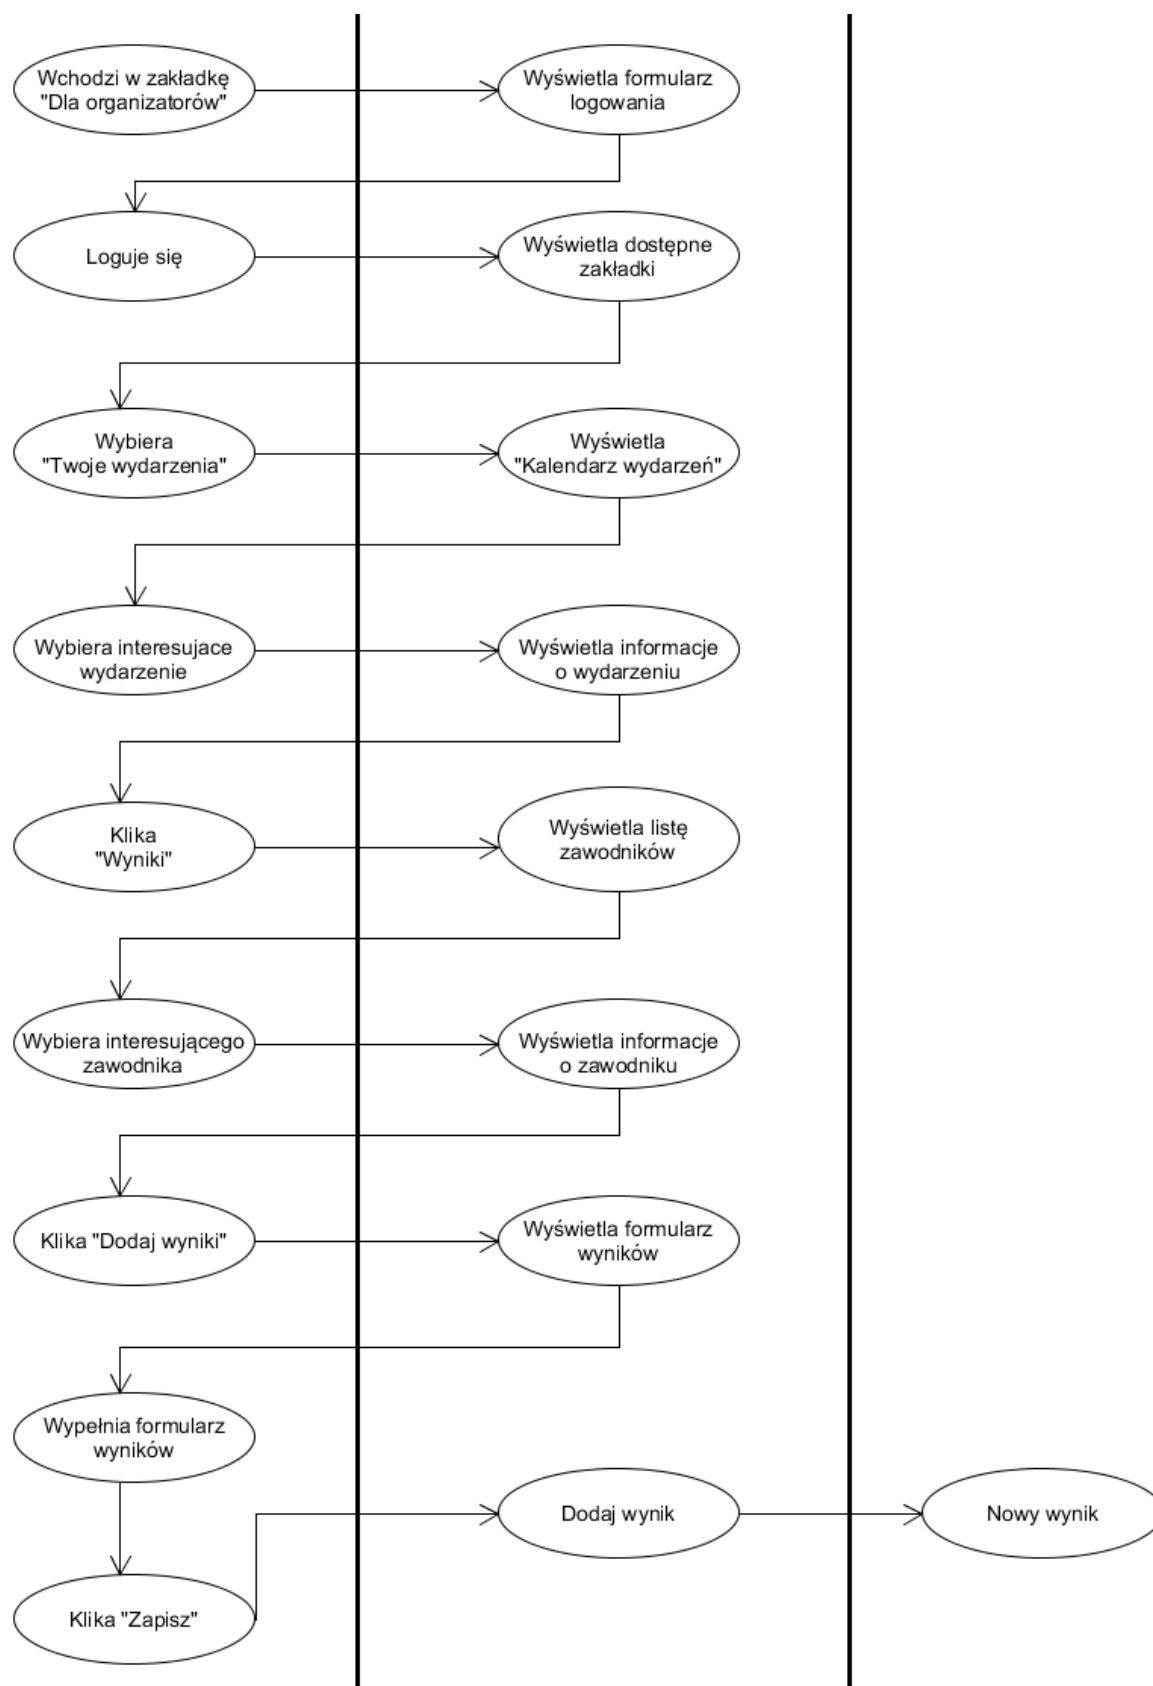 Wchodzi w zakładkę
"Dla organizatorów"
Wyświetla formularz
logowania
Loguje się
Wyświetla dostępne
zakładki
Wybiera
"Twoje wydarzenia"
Wyświetla
"Kalendarz wydarzeń"
Wybiera interesujace
wydarzenie
Wyświetla informacje
o wydarzeniu
Klika
"Wyniki"
Wyświetla listę
zawodników
Wybiera interesującego
zawodnika
Wyświetla informacje
o zawodniku
Klika "Dodaj wyniki"
Wyświetla formularz
wyników
Wypełnia formularz
wyników
Dodaj wynik
Nowy wynik
Klika "Zapisz"